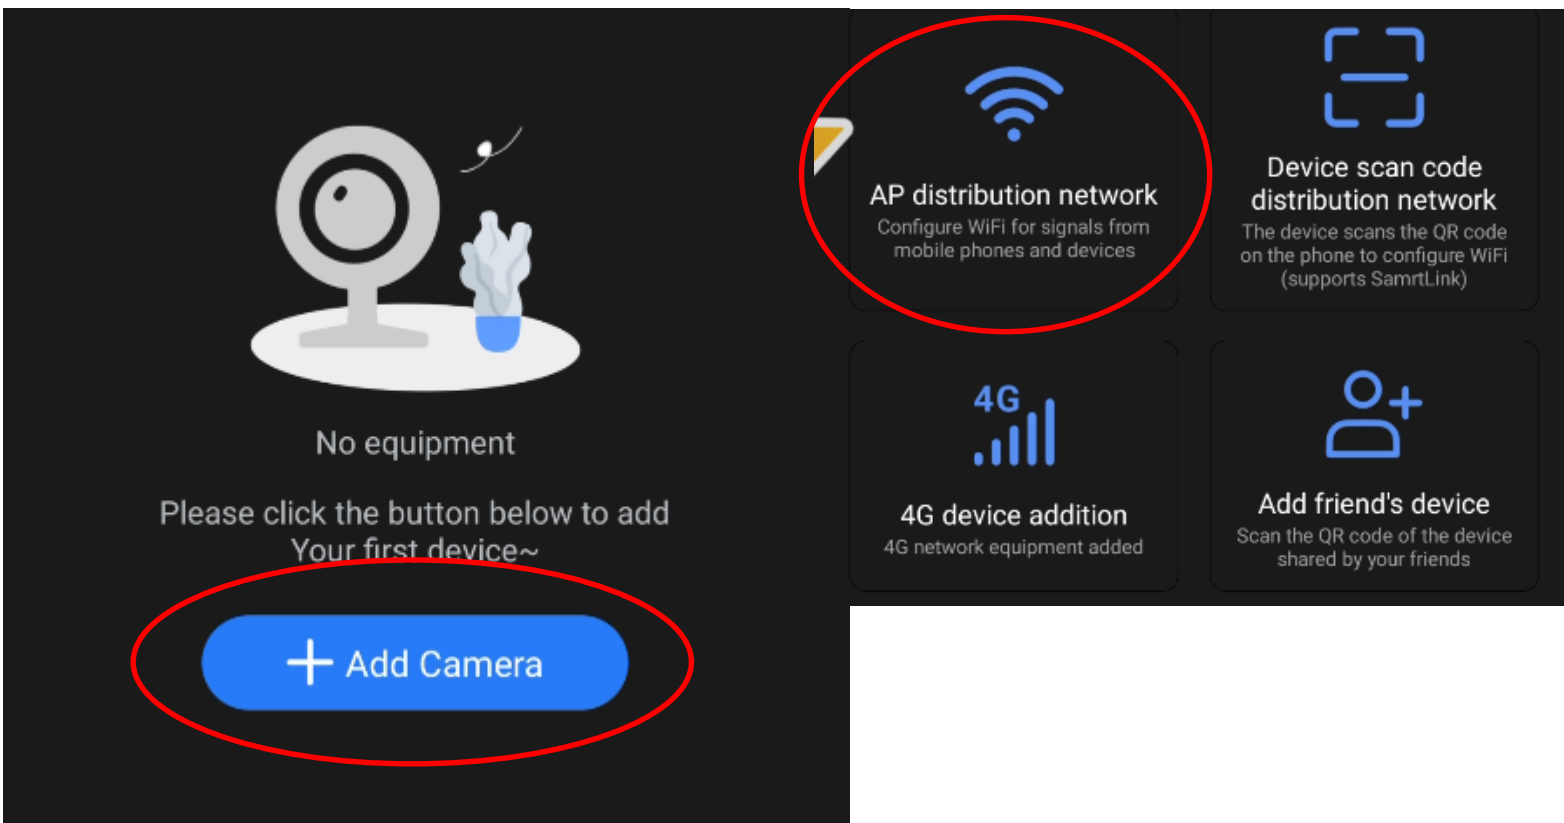 No equipment
Please click the button below to add
Your first device~
Add Camera
AP distribution network
Configure WiFi for signals from
mobile phones and devices
Device scan code
distribution network
The device scans the QR code
on the phone to configure WiFi
(supports SamrtLink)
4G
4G device addition
4G network equipment added
Add friend's device
Scan the QR code of the device
shared by your friends